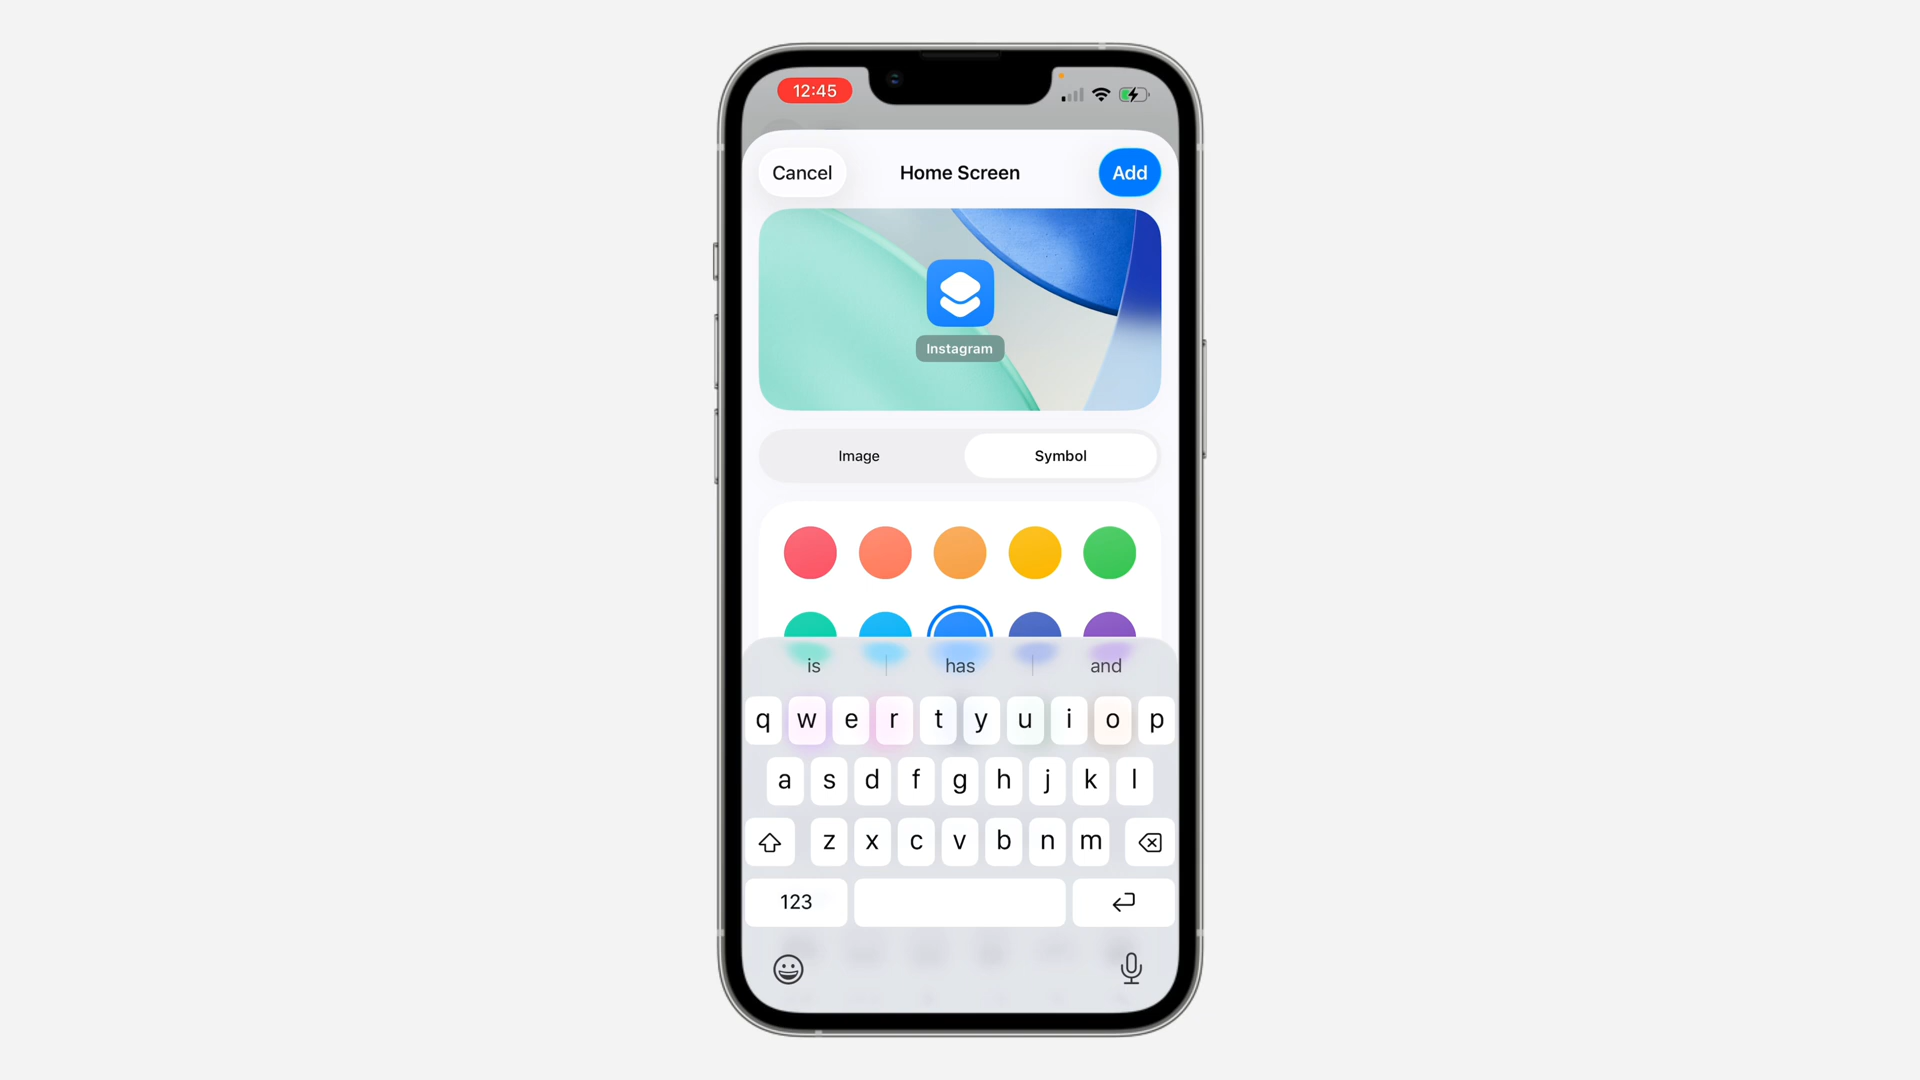 12:45
Cancel Home Screen Add
Instagram
Image Symbol
is has and
q w e r t y u i o p
a s d f g h j k l
z x c v b n m
123